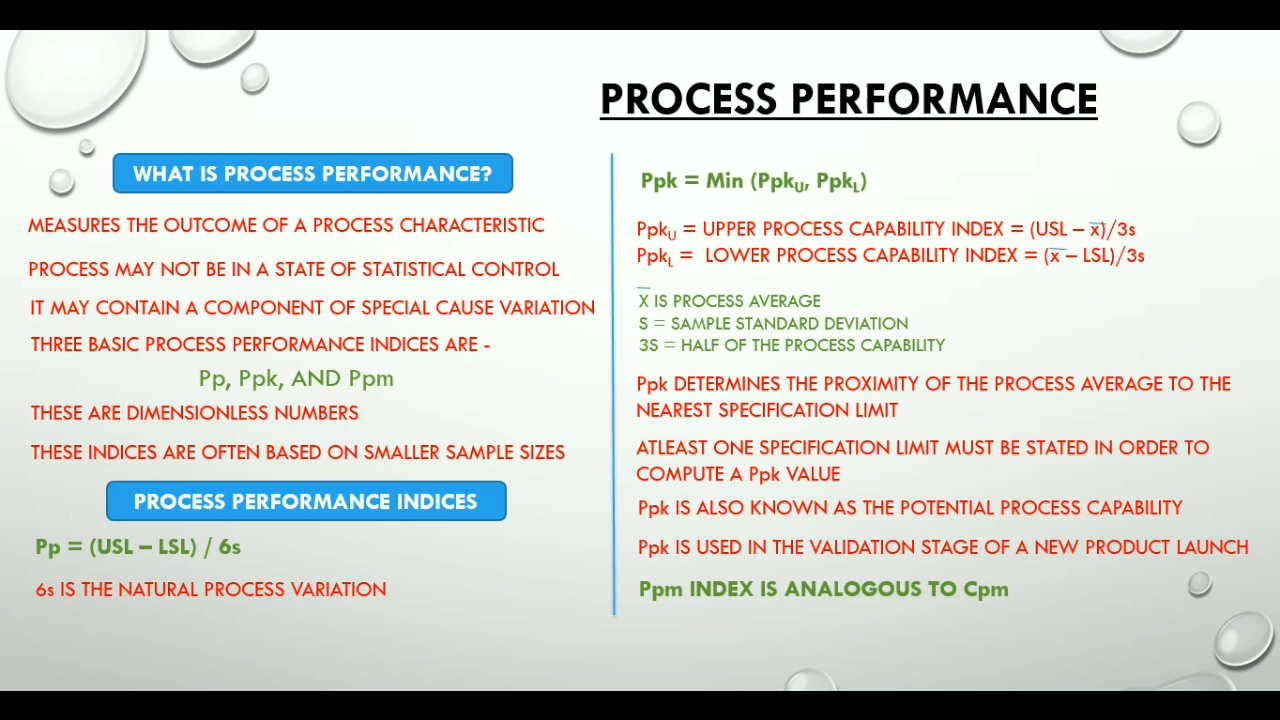 PROCESS PERFORMANCE
WHAT IS PROCESS PERFORMANCE?
MEASURES THE OUTCOME OF A PROCESS CHARACTERISTIC
PROCESS MAY NOT BE IN A STATE OF STATISTICAL CONTROL
IT MAY CONTAIN A COMPONENT OF SPECIAL CAUSE VARIATION
THREE BASIC PROCESS PERFORMANCE INDICES ARE -
Pp, Ppk, AND Ppm
THESE ARE DIMENSIONLESS NUMBERS
THESE INDICES ARE OFTEN BASED ON SMALLER SAMPLE SIZES
PROCESS PERFORMANCE INDICES
Pp = (USL – LSL) / 6s
6s IS THE NATURAL PROCESS VARIATION
Ppk = Min (Ppk_U, Ppk_L)
Ppk_U = UPPER PROCESS CAPABILITY INDEX = (USL – x̅)/3s
Ppk_L = LOWER PROCESS CAPABILITY INDEX = (x̅ – LSL)/3s
X̅ IS PROCESS AVERAGE
S = SAMPLE STANDARD DEVIATION
3S = HALF OF THE PROCESS CAPABILITY
Ppk DETERMINES THE PROXIMITY OF THE PROCESS AVERAGE TO THE
NEAREST SPECIFICATION LIMIT
ATLEAST ONE SPECIFICATION LIMIT MUST BE STATED IN ORDER TO
COMPUTE A Ppk VALUE
Ppk IS ALSO KNOWN AS THE POTENTIAL PROCESS CAPABILITY
Ppk IS USED IN THE VALIDATION STAGE OF A NEW PRODUCT LAUNCH
Ppm INDEX IS ANALOGOUS TO Cpm